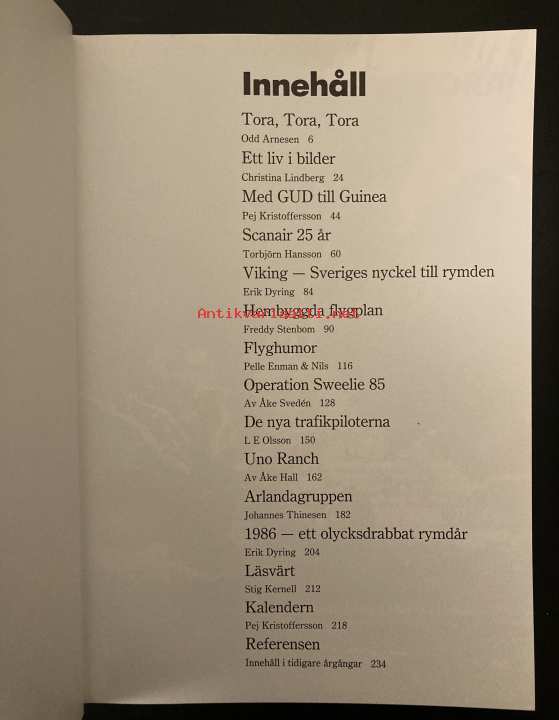 Innehåll
Tora, Tora, Tora
Odd Arnesen 6
Ett liv i bilder
Christina Lindberg 24
Med GUD till Guinea
Pej Kristoffersson 44
Scanair 25 år
Torbjörn Hansson 60
Viking — Sveriges nyckel till rymden
Erik Dyring 84
Hembyggda flygplan
Antikvariat
Freddy Stenbom 90
Flyghumor
Pelle Enman & Nils 116
Operation Sweelie 85
Av Åke Svedén 128
De nya trafikpiloterna
L E Olsson 150
Uno Ranch
Av Åke Hall 162
Arlandagruppen
Johannes Thinesen 182
1986 — ett olycksdrabbat rymdår
Erik Dyring 204
Läsvärt
Stig Kernell 212
Kalendern
Pej Kristoffersson 218
Referensen
Innehåll i tidigare årgångar 234